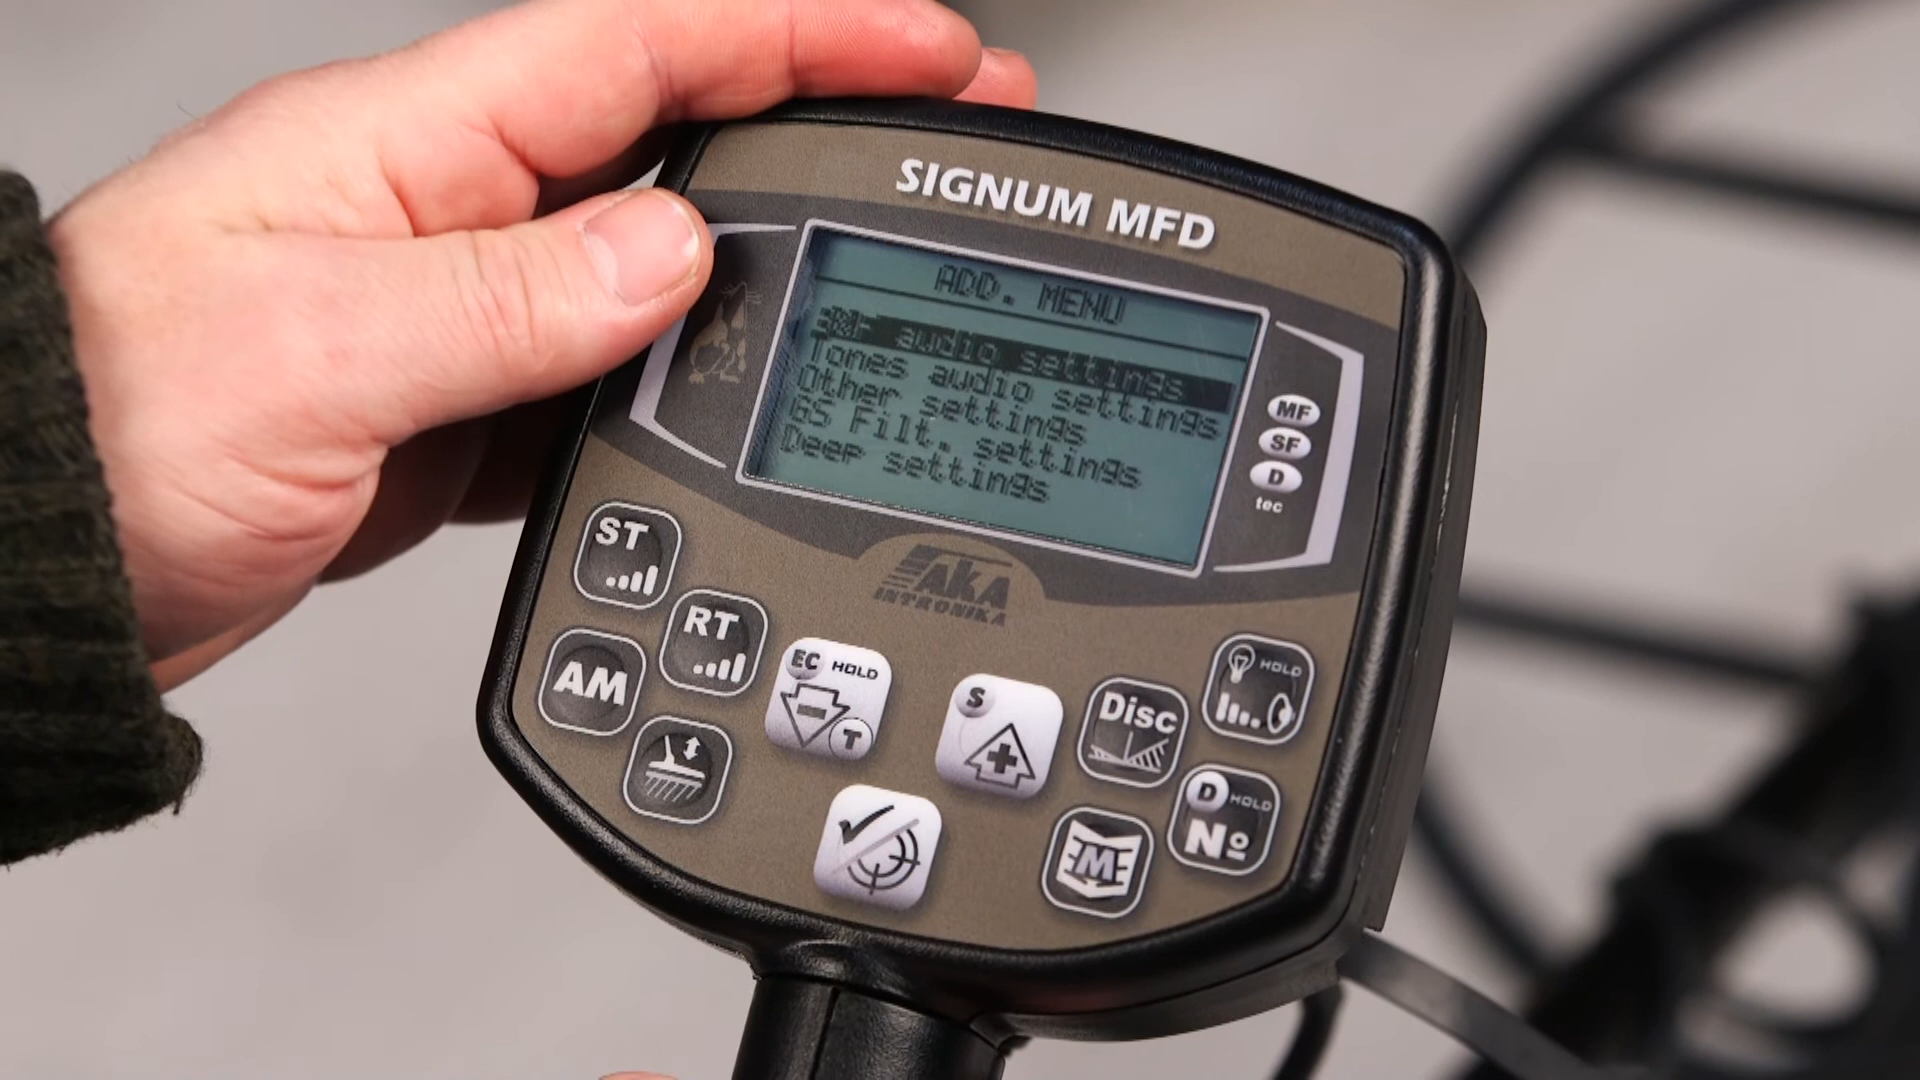 SIGNUM MFD
ADD. MENU
audio settings
Tones audio settings
Other settings
GS Filt. settings
Deep settings
MF
SF
D
tec
AKA
INTRONIKA
ST
RT
AM
EC HOLD
T
S
Disc
HOLD
D HOLD
№
M